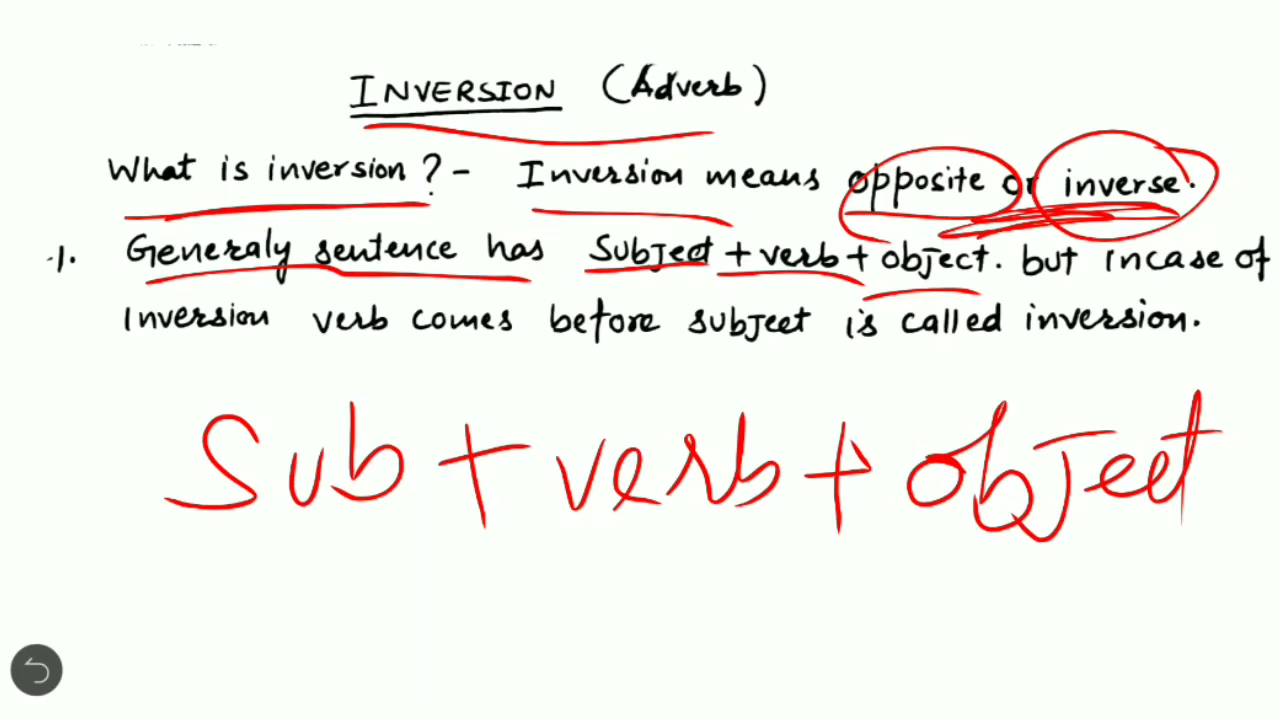 INVERSION (Adverb)
What is inversion? - Inversion means opposite or inverse.
1. Generaly sentence has Subject + verb + object. but incase of
Inversion verb comes before subject is called inversion.
Sub + verb + object